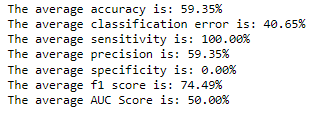 The average accuracy is: 59.35%
The average classification error is: 40.65%
The average sensitivity is: 100.00%
The average precision is: 59.35%
The average specificity is: 0.00%
The average f1 score is: 74.49%
The average AUC Score is: 50.00%